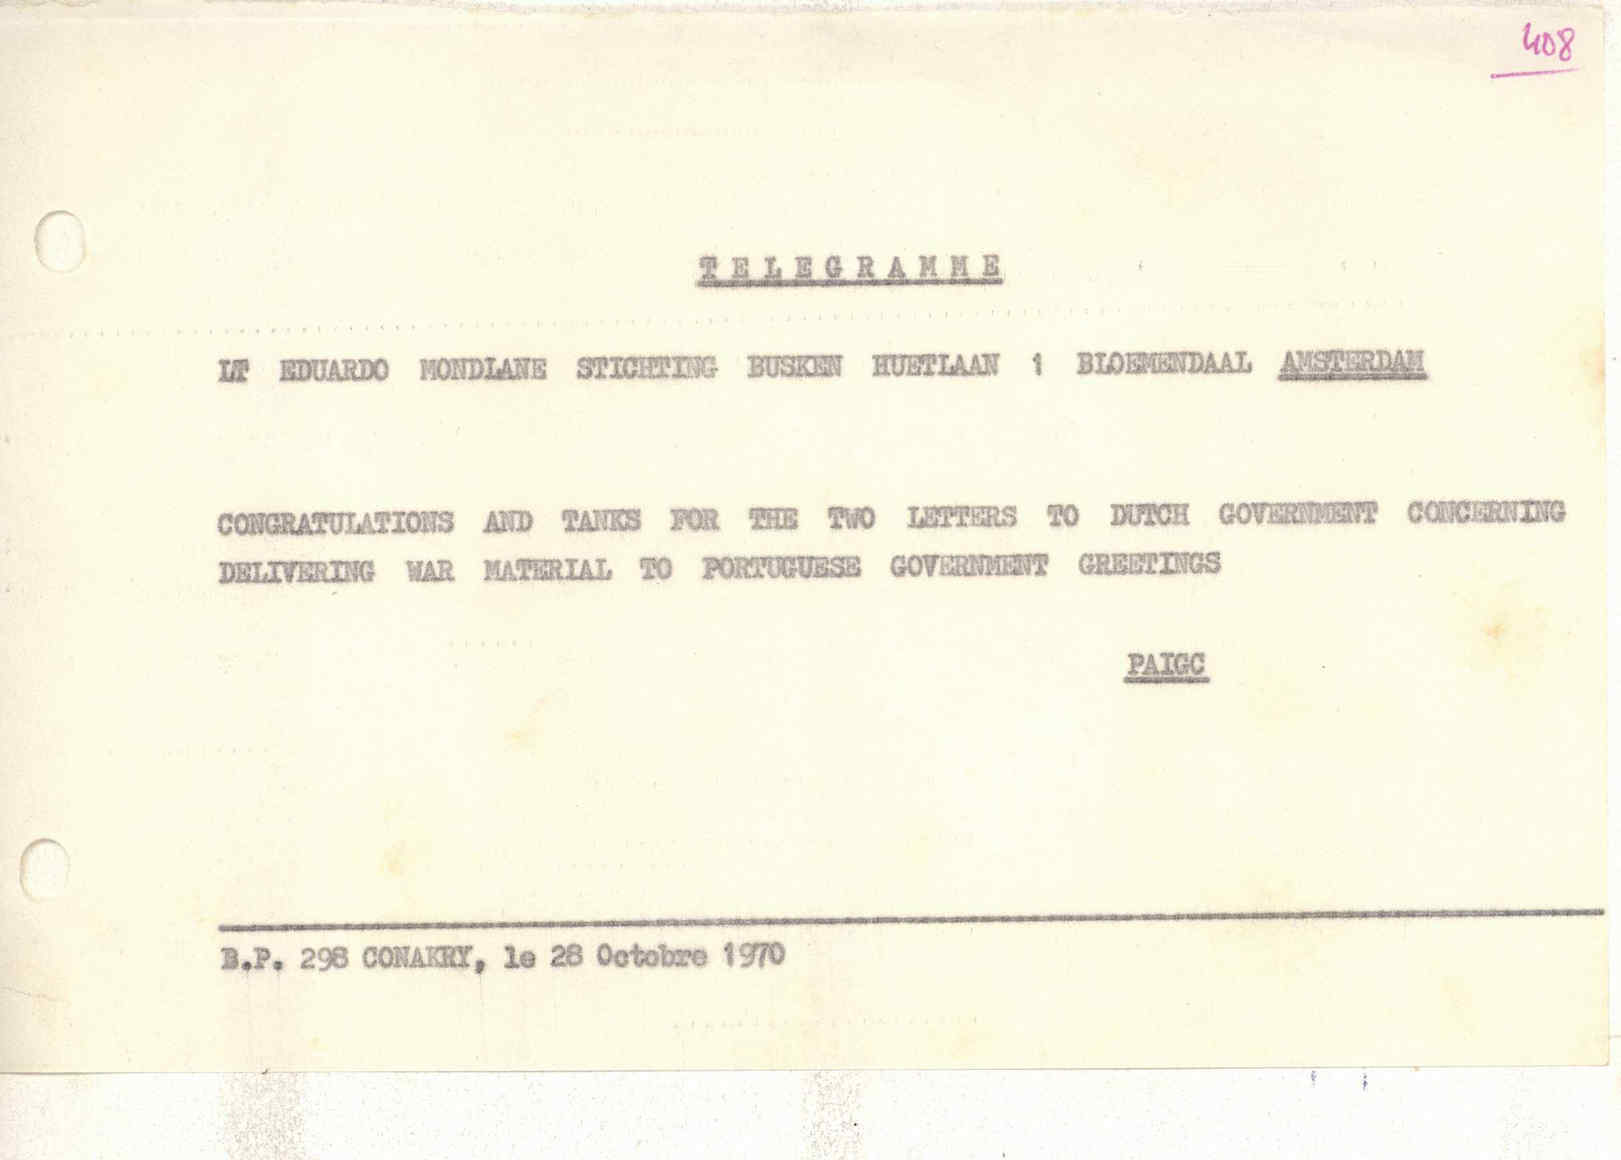 408
TELEGRAMME
LT EDUARDO MONDLANE STICHTING BUSKEN HUETLAAN 1 BLOEMENDAAL AMSTERDAM
CONGRATULATIONS AND TANKS FOR THE TWO LETTERS TO DUTCH GOVERNMENT CONCERNING
DELIVERING WAR MATERIAL TO PORTUGUESE GOVERNMENT GREETINGS
PAIGC
B.P. 298 CONAKRY, le 28 Octobre 1970